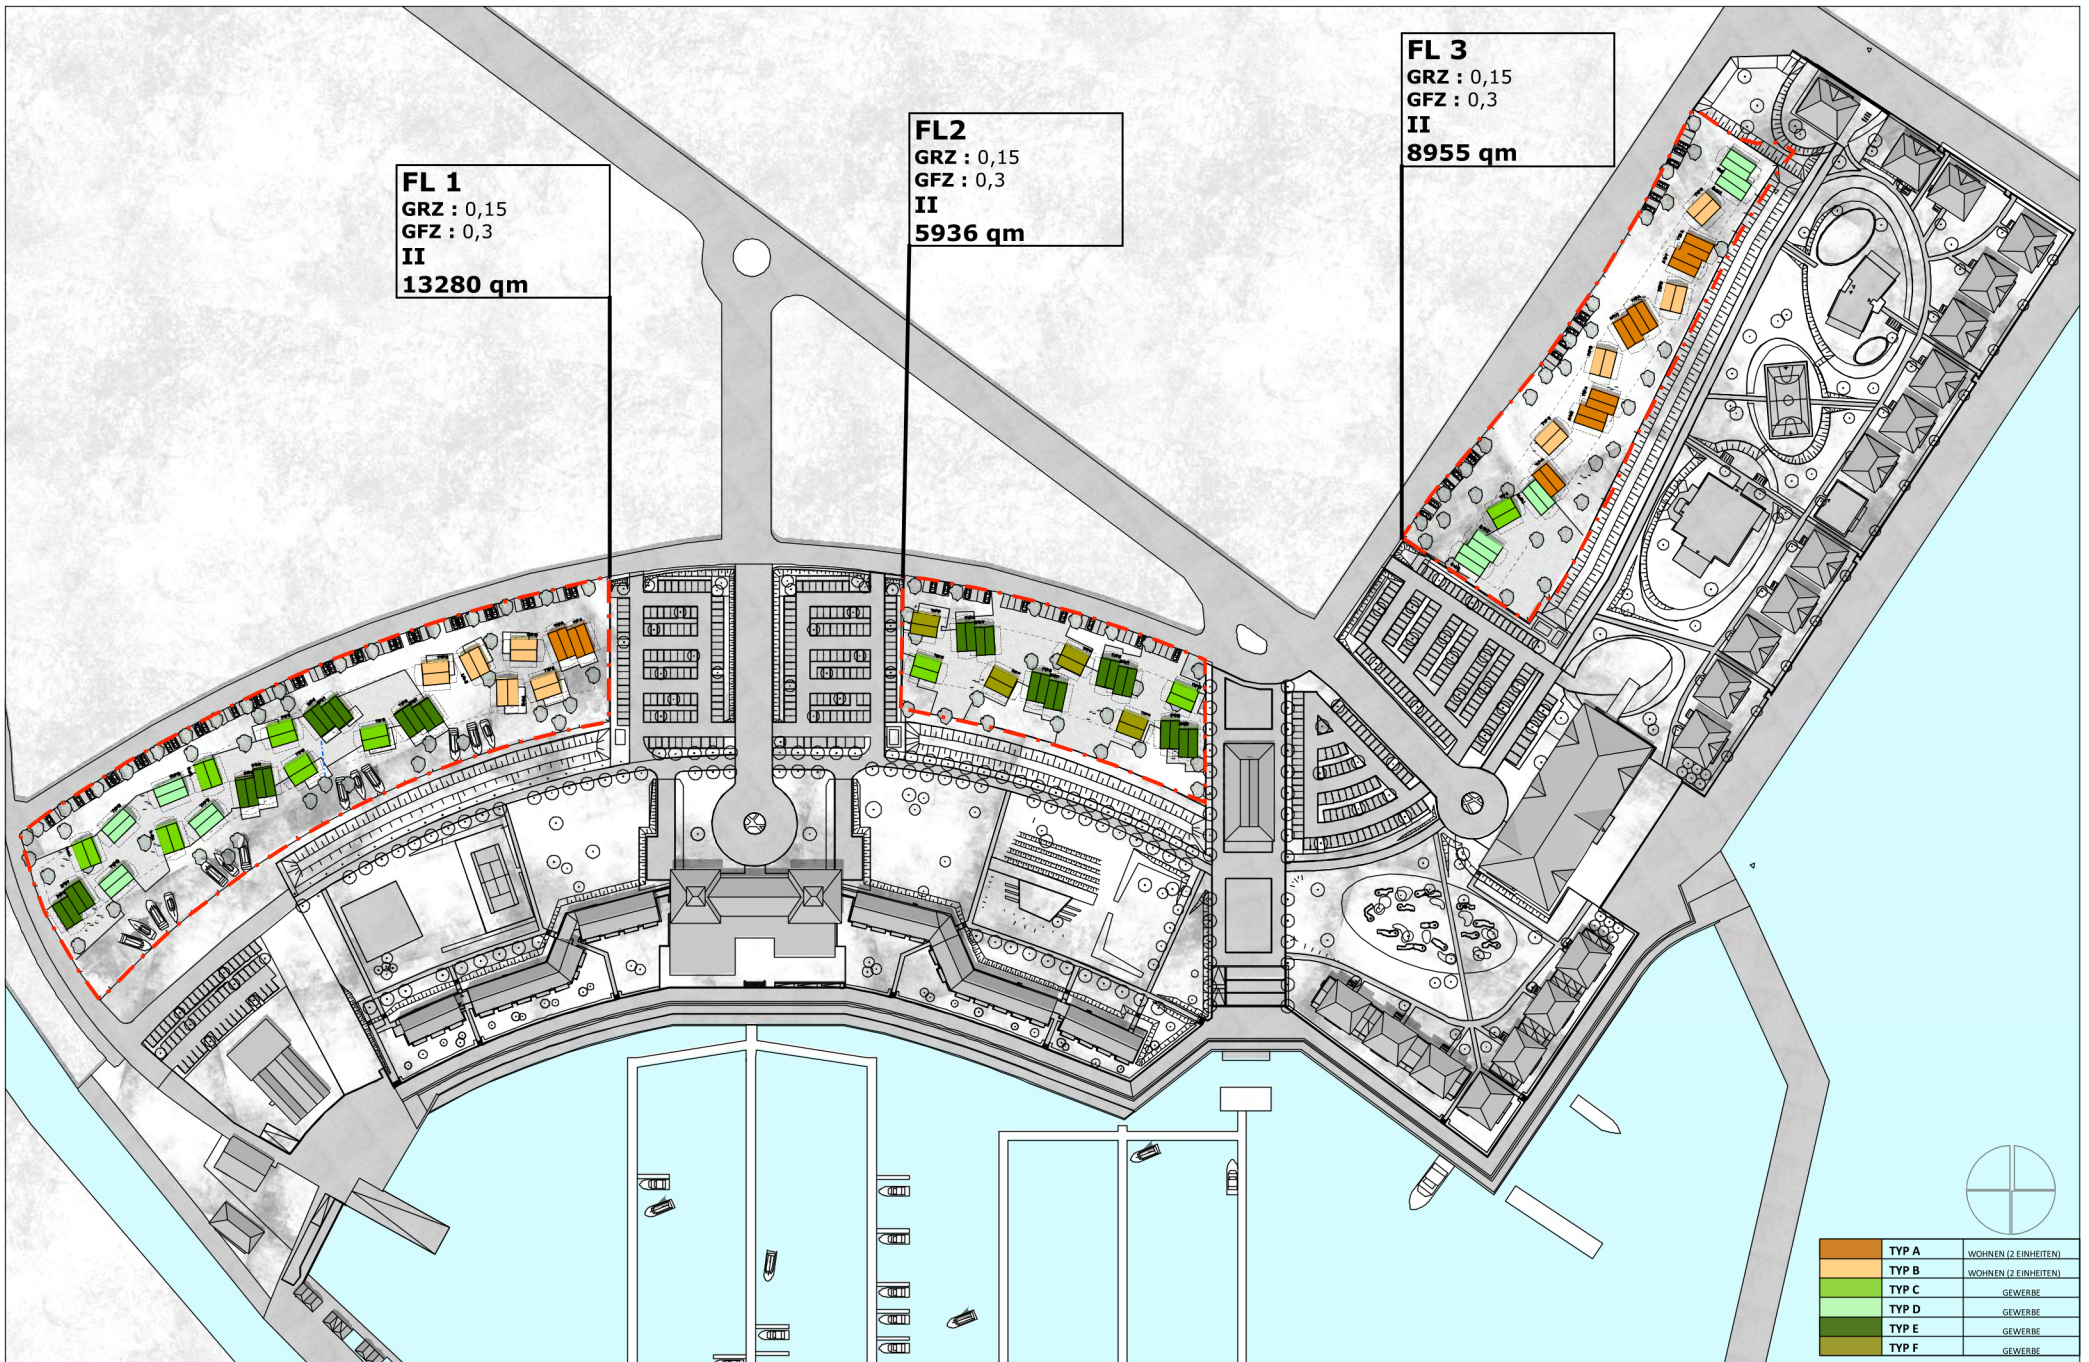 FL 1
GRZ : 0,15
GFZ : 0,3
II
13280 qm
FL2
GRZ : 0,15
GFZ : 0,3
II
5936 qm
FL 3
GRZ : 0,15
GFZ : 0,3
II
8955 qm
TYP A WOHNEN (2 EINHEITEN)
TYP B WOHNEN (2 EINHEITEN)
TYP C GEWERBE
TYP D GEWERBE
TYP E GEWERBE
TYP F GEWERBE